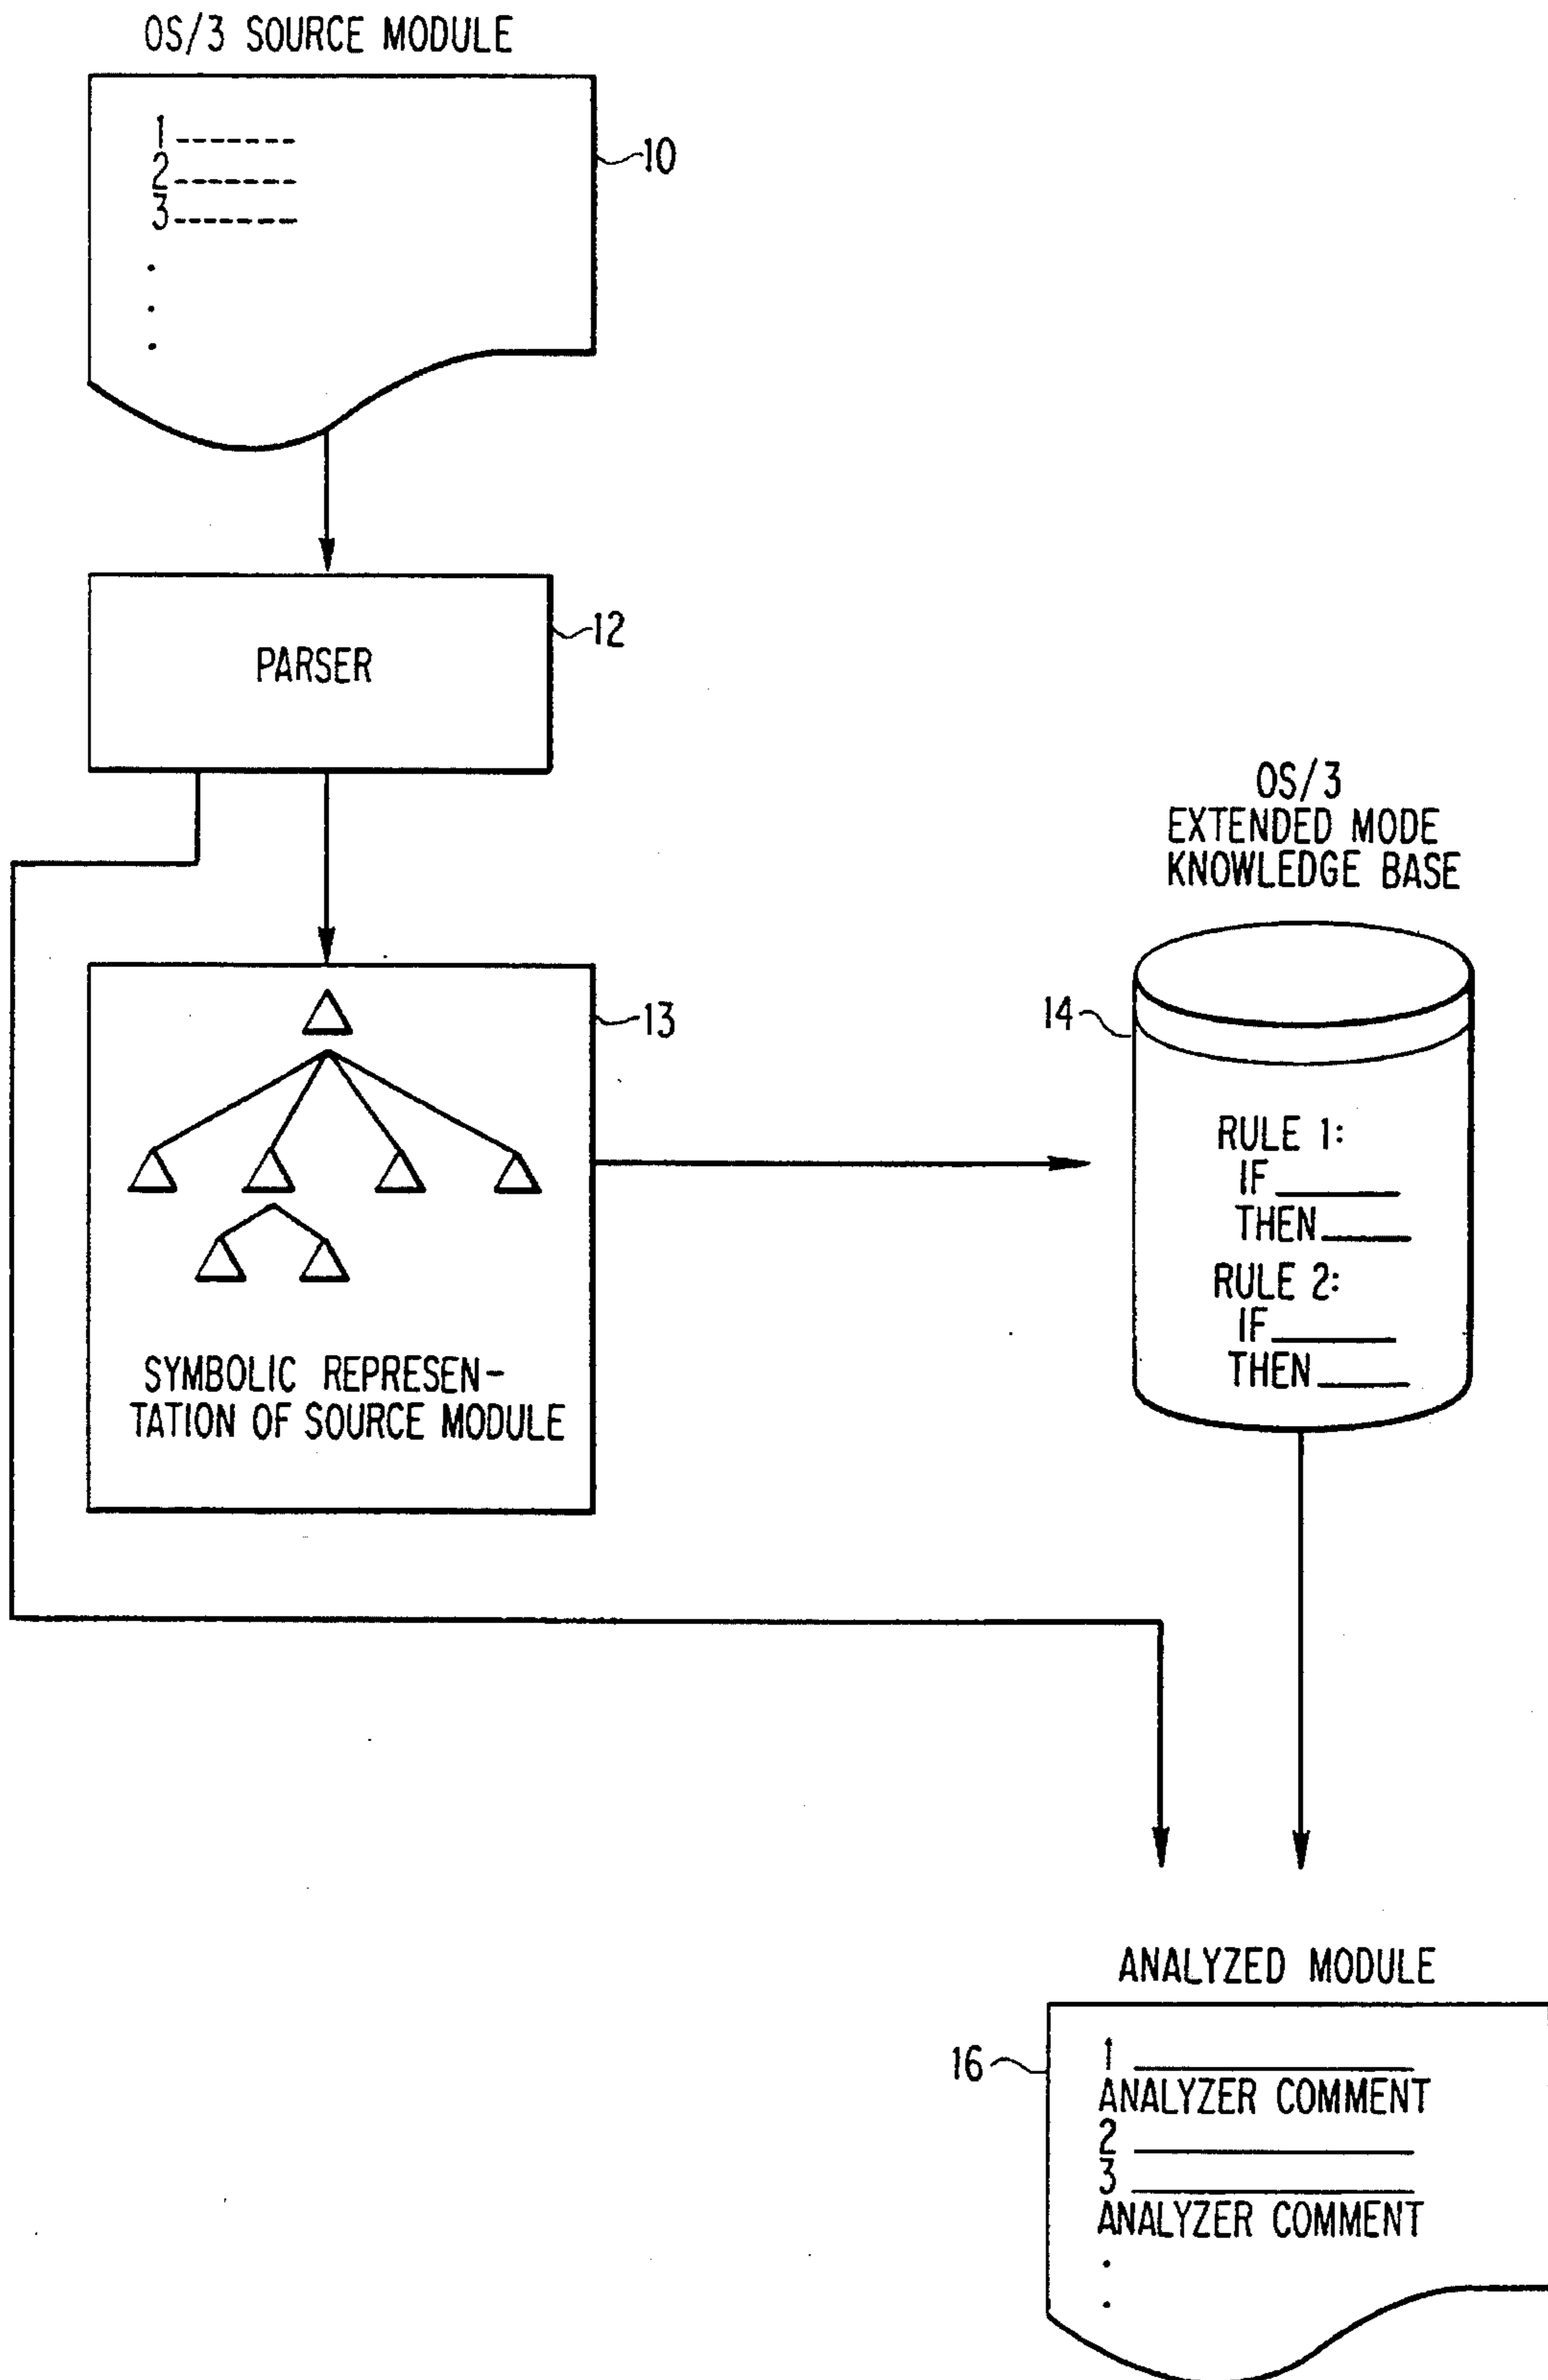 OS/3 SOURCE MODULE
1
2
3
10
PARSER
12
OS/3
EXTENDED MODE
KNOWLEDGE BASE
13
14
RULE 1:
IF
THEN
RULE 2:
IF
THEN
SYMBOLIC REPRESEN-
TATION OF SOURCE MODULE
ANALYZED MODULE
16
1
ANALYZER COMMENT
2
3
ANALYZER COMMENT